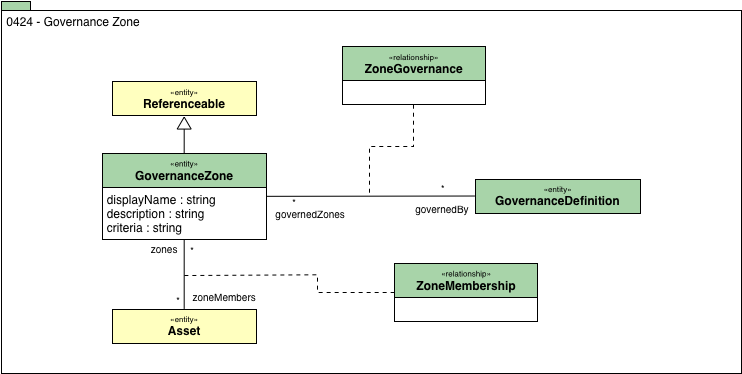 0424 - Governance Zone
«relationship»
ZoneGovernance
«entity»
Referenceable
«entity»
GovernanceZone
displayName : string
description : string
criteria : string
*
governedZones
*
governedBy
«entity»
GovernanceDefinition
zones *
* zoneMembers
«relationship»
ZoneMembership
«entity»
Asset